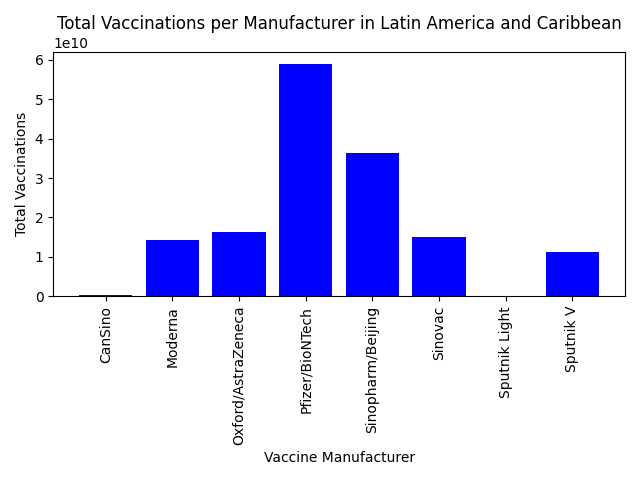 Total Vaccinations per Manufacturer in Latin America and Caribbean
1e10
6
5
4
3
2
1
0
Total Vaccinations
CanSino
Moderna
Oxford/AstraZeneca
Pfizer/BioNTech
Sinopharm/Beijing
Sinovac
Sputnik Light
Sputnik V
Vaccine Manufacturer